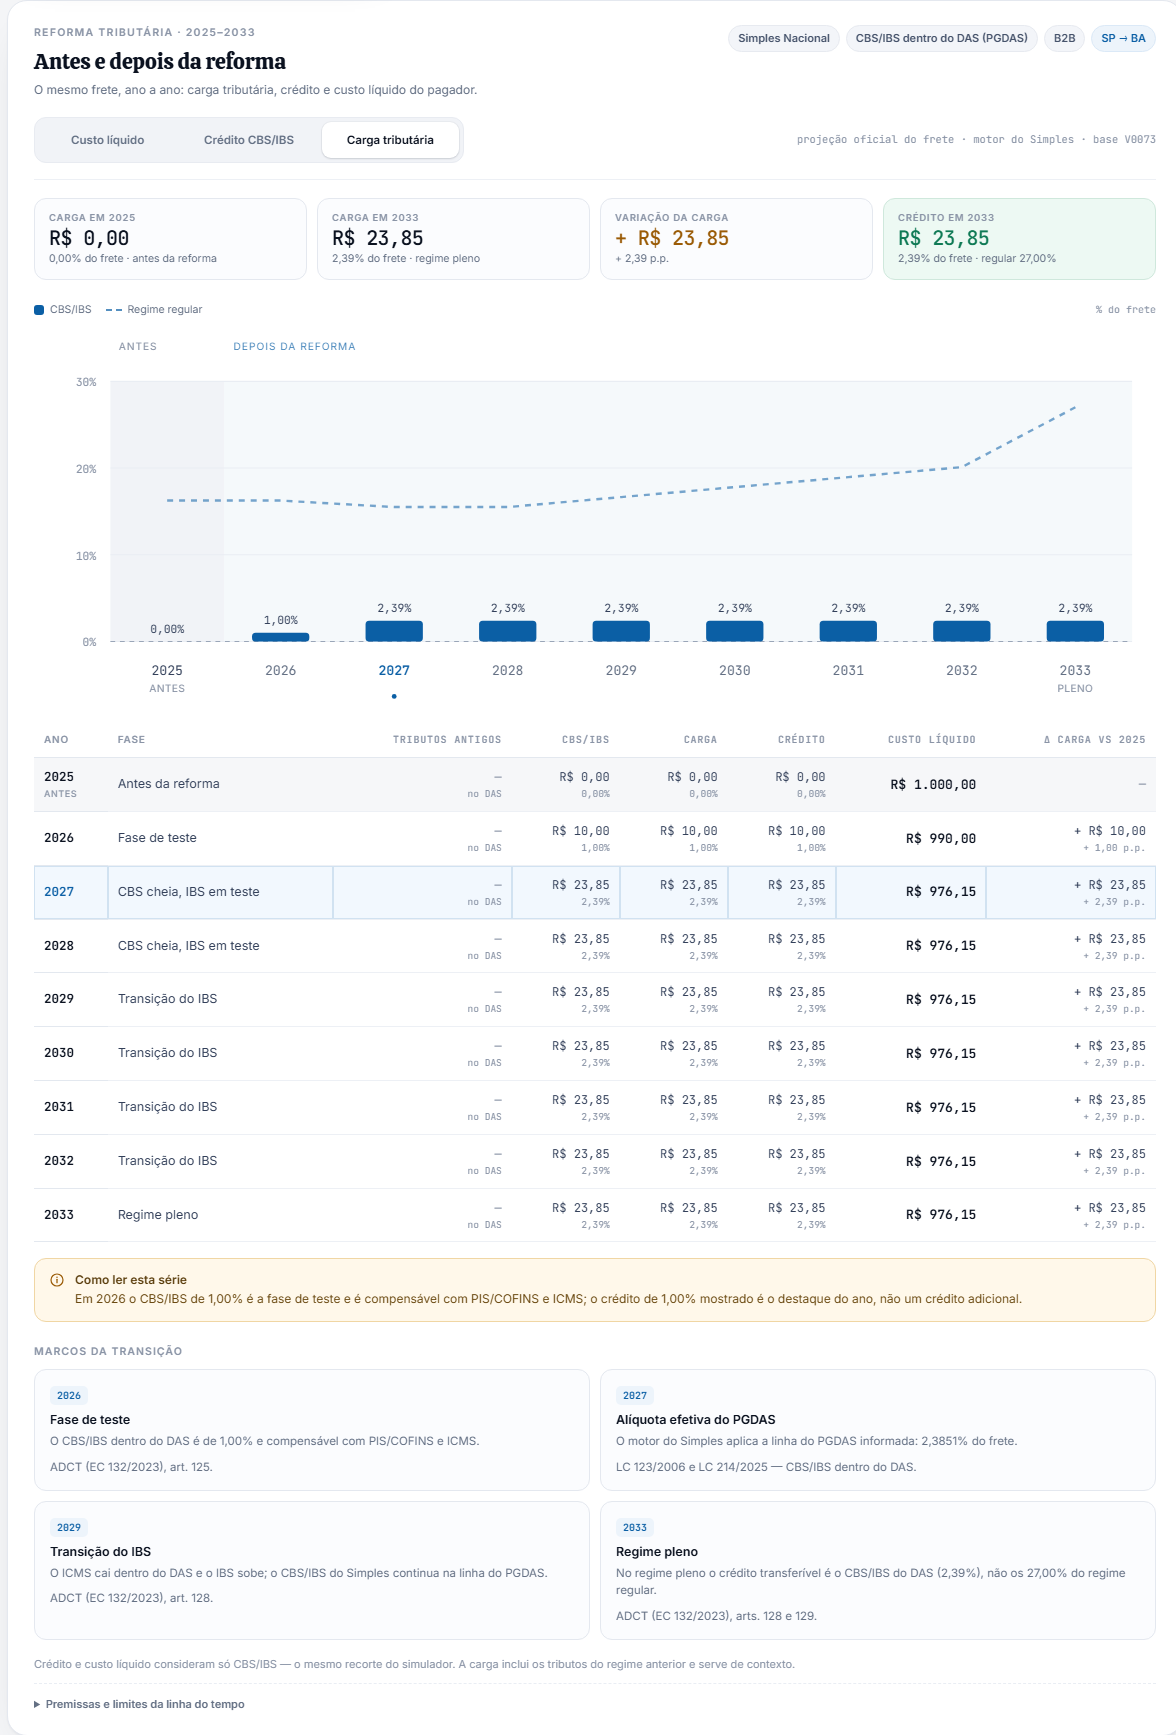 REFORMA TRIBUTÁRIA · 2025–2033
Antes e depois da reforma
O mesmo frete, ano a ano: carga tributária, crédito e custo líquido do pagador.
Simples Nacional
CBS/IBS dentro do DAS (PGDAS)
B2B
SP → BA
Custo líquido
Crédito CBS/IBS
Carga tributária
projeção oficial do frete · motor do Simples · base V0073
CARGA EM 2025
R$ 0,00
0,00% do frete · antes da reforma
CARGA EM 2033
R$ 23,85
2,39% do frete · regime pleno
VARIAÇÃO DA CARGA
+ R$ 23,85
+ 2,39 p.p.
CRÉDITO EM 2033
R$ 23,85
2,39% do frete · regular 27,00%
CBS/IBS
Regime regular
% do frete
ANTES
DEPOIS DA REFORMA
30%
20%
10%
0%
0,00%
1,00%
2,39%
2,39%
2,39%
2,39%
2,39%
2,39%
2,39%
2025 2026 2027 2028 2029 2030 2031 2032 2033
ANTES PLENO
ANO FASE TRIBUTOS ANTIGOS CBS/IBS CARGA CRÉDITO CUSTO LÍQUIDO Δ CARGA VS 2025
2025 Antes da reforma — R$ 0,00 R$ 0,00 R$ 0,00 R$ 1.000,00 —
ANTES no DAS 0,00% 0,00% 0,00%
2026 Fase de teste — R$ 10,00 R$ 10,00 R$ 10,00 R$ 990,00 + R$ 10,00
no DAS 1,00% 1,00% 1,00% + 1,00 p.p.
2027 CBS cheia, IBS em teste — R$ 23,85 R$ 23,85 R$ 23,85 R$ 976,15 + R$ 23,85
no DAS 2,39% 2,39% 2,39% + 2,39 p.p.
2028 CBS cheia, IBS em teste — R$ 23,85 R$ 23,85 R$ 23,85 R$ 976,15 + R$ 23,85
no DAS 2,39% 2,39% 2,39% + 2,39 p.p.
2029 Transição do IBS — R$ 23,85 R$ 23,85 R$ 23,85 R$ 976,15 + R$ 23,85
no DAS 2,39% 2,39% 2,39% + 2,39 p.p.
2030 Transição do IBS — R$ 23,85 R$ 23,85 R$ 23,85 R$ 976,15 + R$ 23,85
no DAS 2,39% 2,39% 2,39% + 2,39 p.p.
2031 Transição do IBS — R$ 23,85 R$ 23,85 R$ 23,85 R$ 976,15 + R$ 23,85
no DAS 2,39% 2,39% 2,39% + 2,39 p.p.
2032 Transição do IBS — R$ 23,85 R$ 23,85 R$ 23,85 R$ 976,15 + R$ 23,85
no DAS 2,39% 2,39% 2,39% + 2,39 p.p.
2033 Regime pleno — R$ 23,85 R$ 23,85 R$ 23,85 R$ 976,15 + R$ 23,85
no DAS 2,39% 2,39% 2,39% + 2,39 p.p.
Como ler esta série
Em 2026 o CBS/IBS de 1,00% é a fase de teste e é compensável com PIS/COFINS e ICMS; o crédito de 1,00% mostrado é o destaque do ano, não um crédito adicional.
MARCOS DA TRANSIÇÃO
2026
Fase de teste
O CBS/IBS dentro do DAS é de 1,00% e compensável com PIS/COFINS e ICMS.
ADCT (EC 132/2023), art. 125.
2027
Alíquota efetiva do PGDAS
O motor do Simples aplica a linha do PGDAS informada: 2,3851% do frete.
LC 123/2006 e LC 214/2025 — CBS/IBS dentro do DAS.
2029
Transição do IBS
O ICMS cai dentro do DAS e o IBS sobe; o CBS/IBS do Simples continua na linha do PGDAS.
ADCT (EC 132/2023), art. 128.
2033
Regime pleno
No regime pleno o crédito transferível é o CBS/IBS do DAS (2,39%), não os 27,00% do regime
regular.
ADCT (EC 132/2023), arts. 128 e 129.
Crédito e custo líquido consideram só CBS/IBS — o mesmo recorte do simulador. A carga inclui os tributos do regime anterior e serve de contexto.
▶ Premissas e limites da linha do tempo